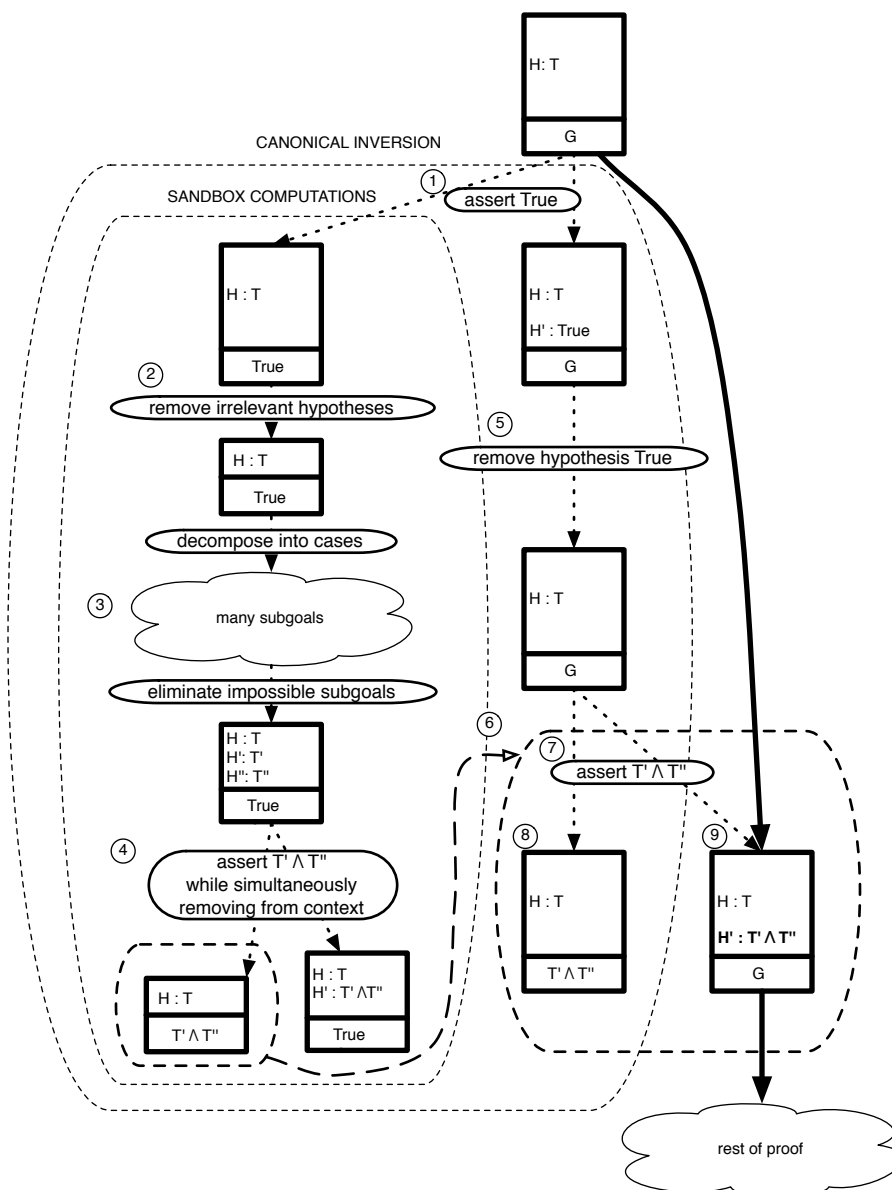 H: T
G
CANONICAL INVERSION
1
assert True
SANDBOX COMPUTATIONS
H : T
True
H : T
H' : True
G
2
remove irrelevant hypotheses
5
remove hypothesis True
H : T
True
decompose into cases
3
many subgoals
H : T
G
eliminate impossible subgoals
H : T
H': T'
H'': T''
True
6
7
assert T' Λ T''
4
assert T' Λ T''
while simultaneously
removing from context
8
H : T
T' Λ T''
9
H : T
H' : T' Λ T''
G
H : T
T' Λ T''
H : T
H' : T' ΛT''
True
rest of proof